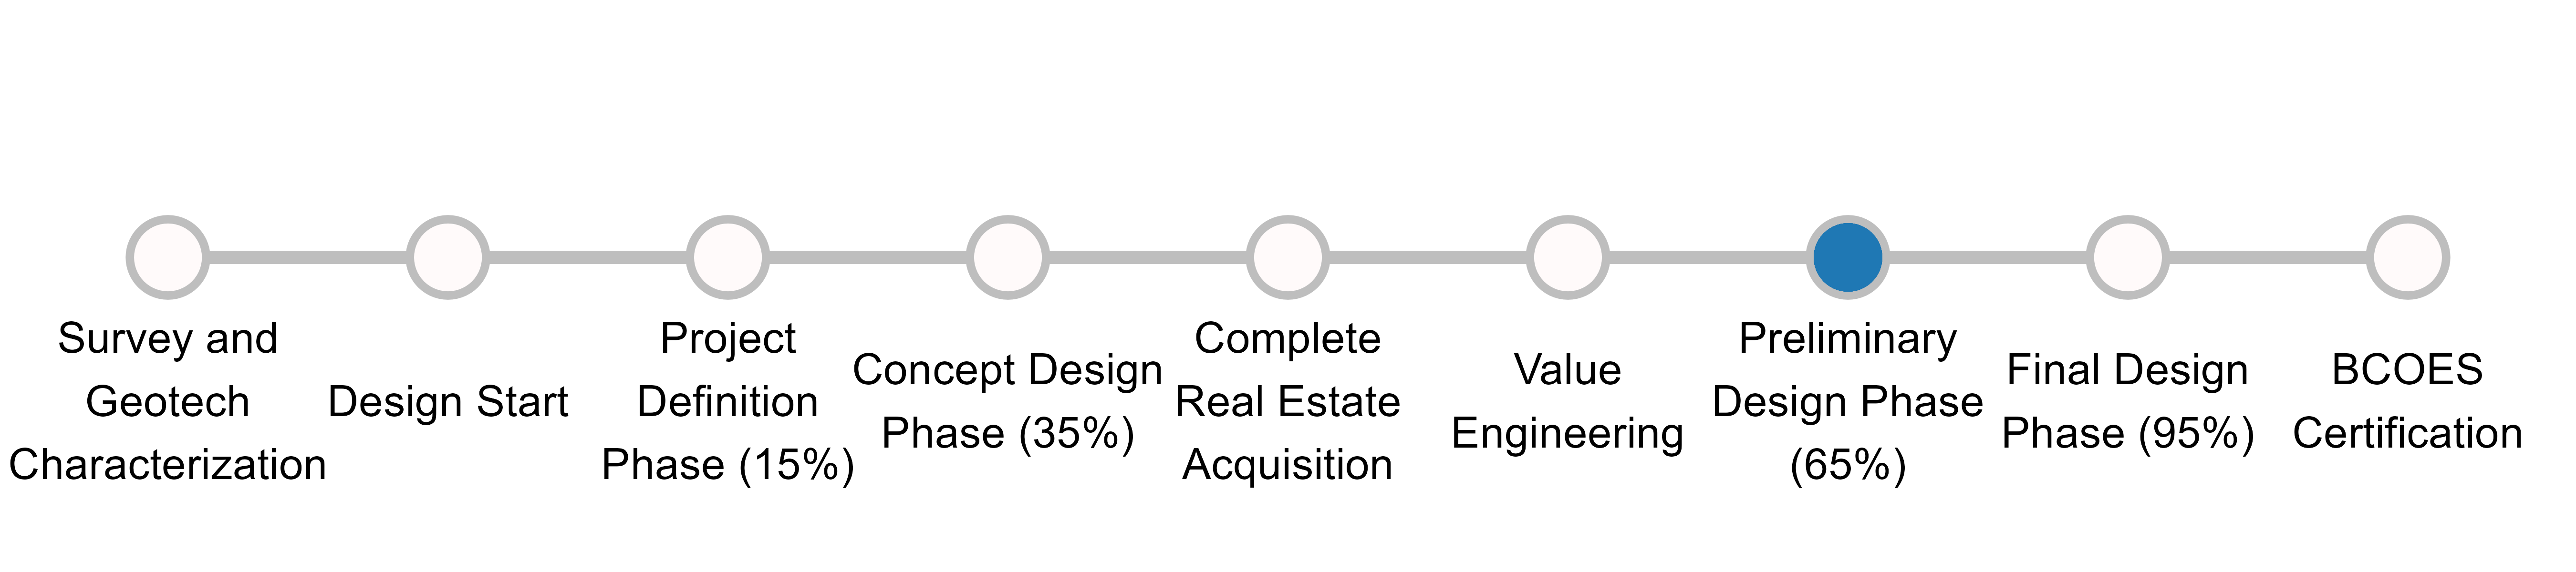 Survey and
Geotech
Characterization
Design Start
Project
Definition
Phase (15%)
Concept Design
Phase (35%)
Complete
Real Estate
Acquisition
Value
Engineering
Preliminary
Design Phase
(65%)
Final Design
Phase (95%)
BCOES
Certification